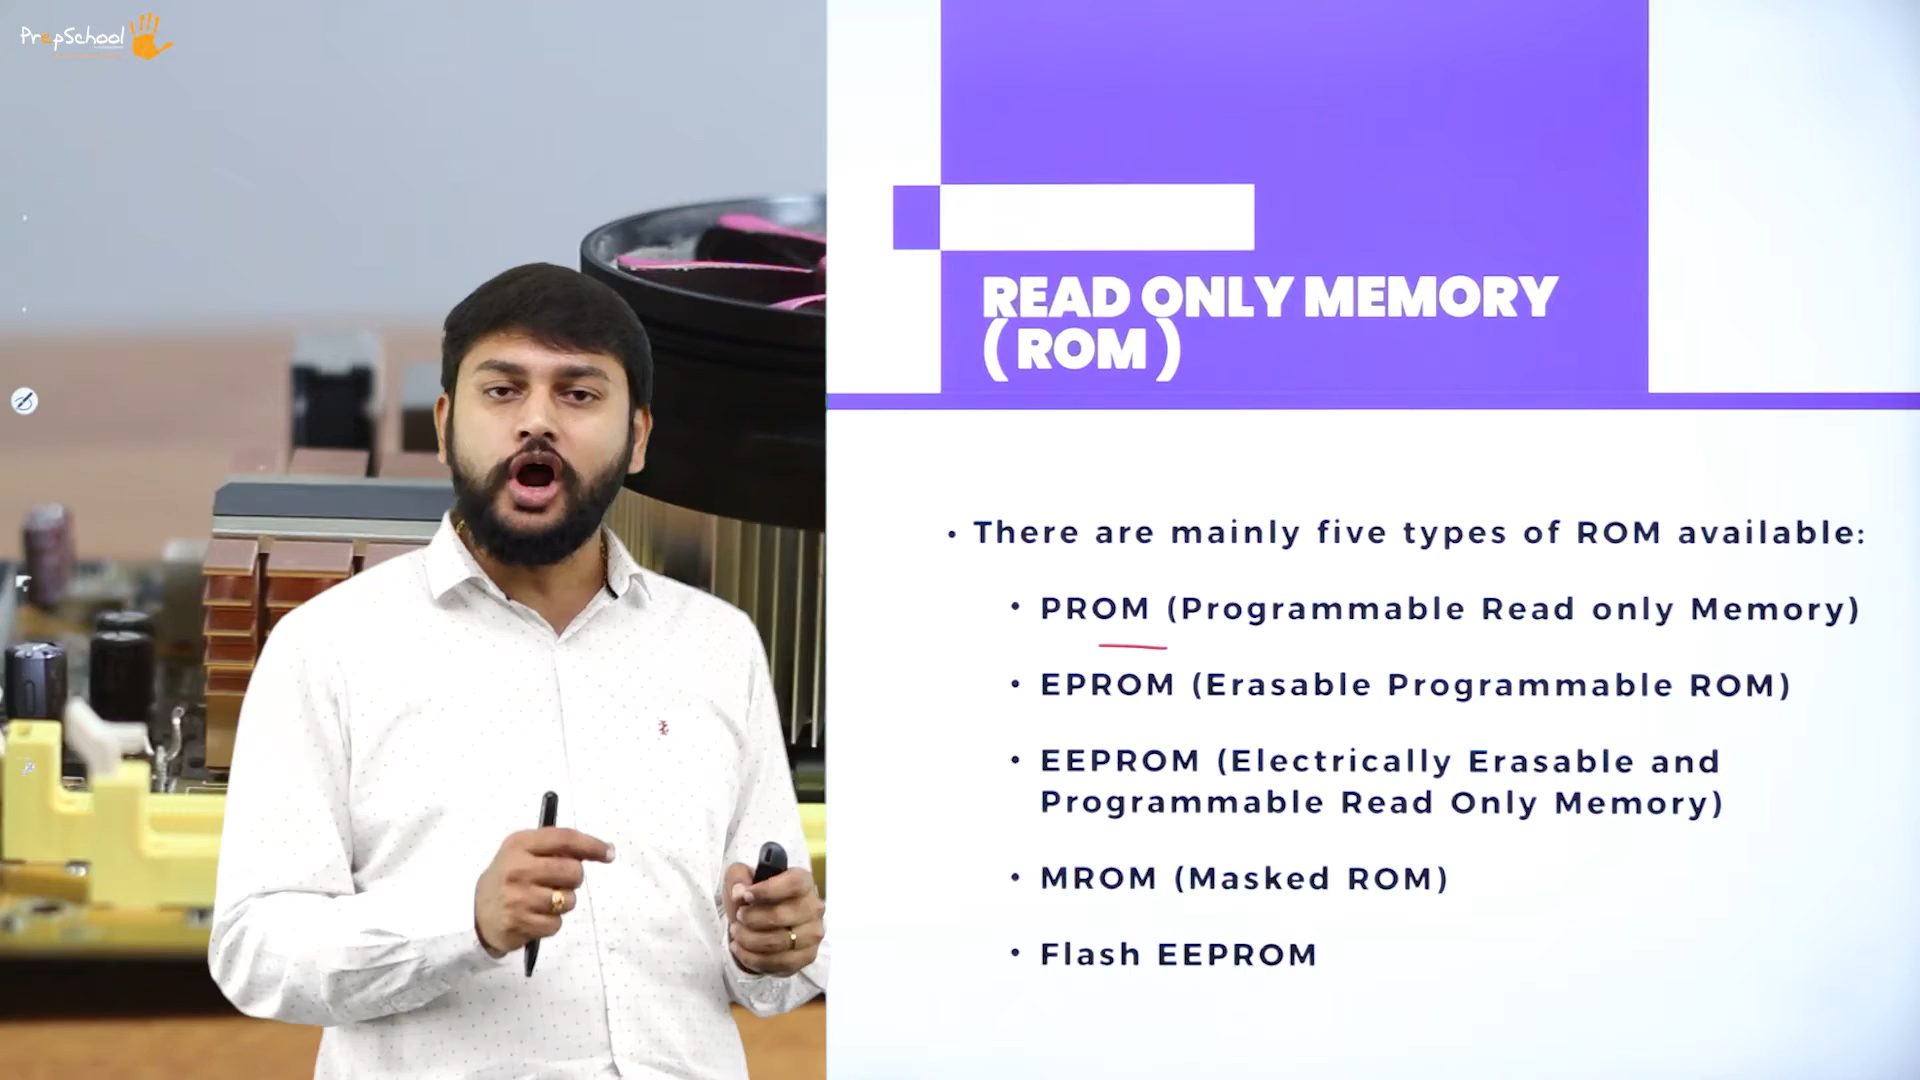 PrepSchool
READ ONLY MEMORY
( ROM )
• There are mainly five types of ROM available:
• PROM (Programmable Read only Memory)
• EPROM (Erasable Programmable ROM)
• EEPROM (Electrically Erasable and
Programmable Read Only Memory)
• MROM (Masked ROM)
• Flash EEPROM